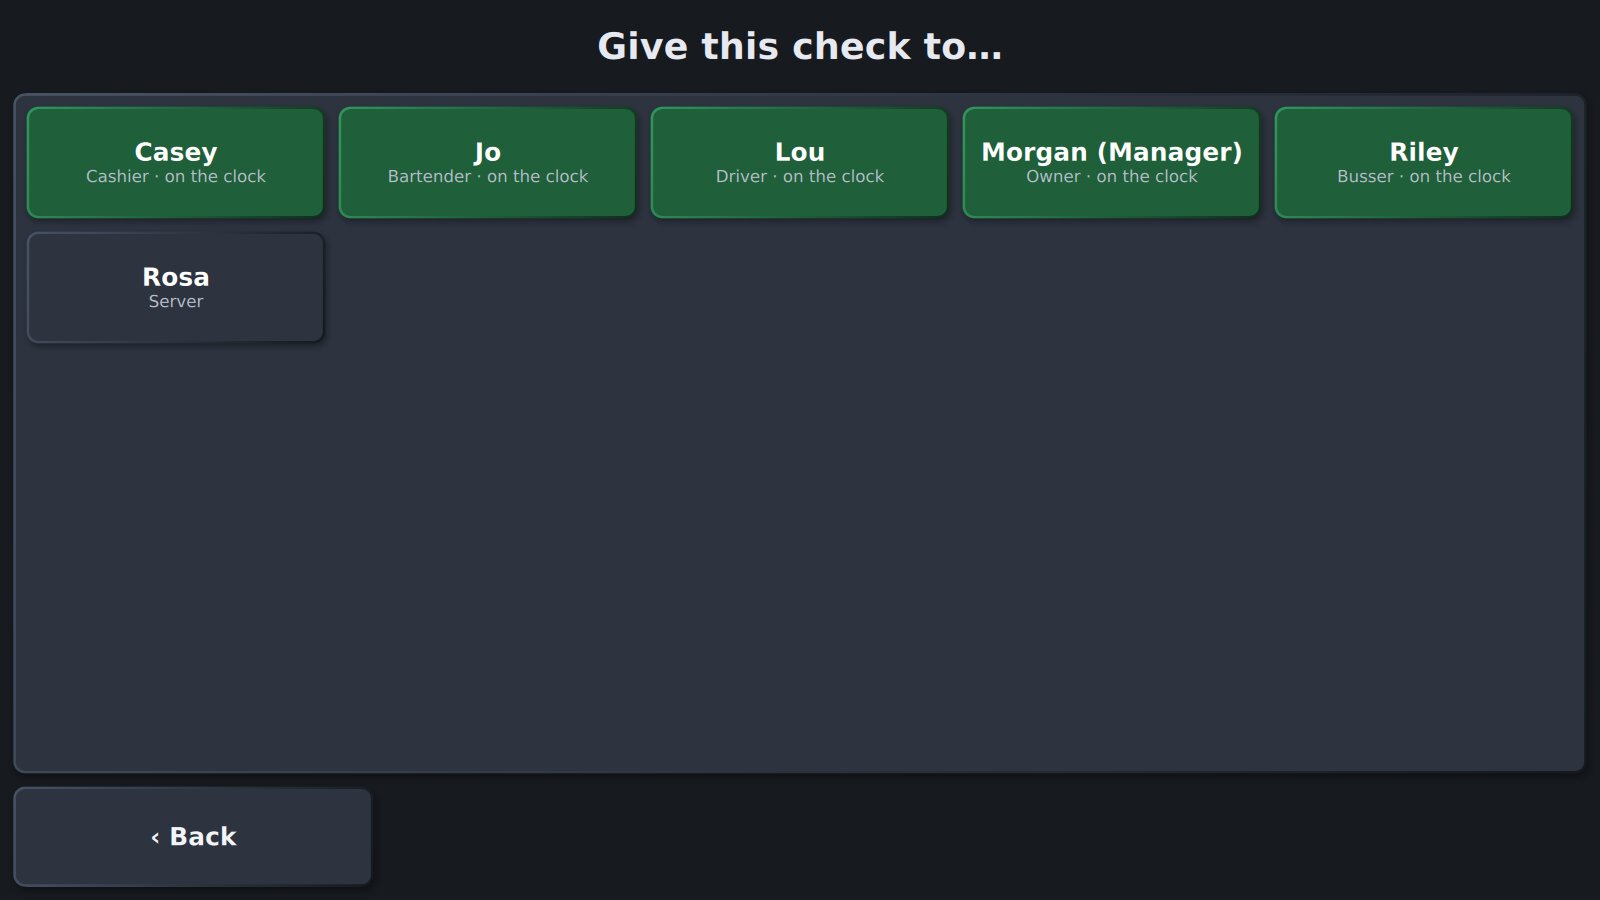 Give this check to…
Casey
Cashier · on the clock
Jo
Bartender · on the clock
Lou
Driver · on the clock
Morgan (Manager)
Owner · on the clock
Riley
Busser · on the clock
Rosa
Server
‹ Back